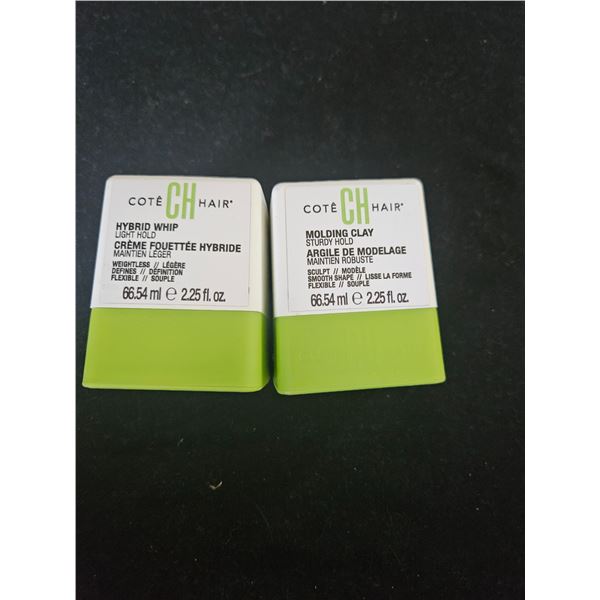 COTÊ CH HAIR®
HYBRID WHIP
LIGHT HOLD
CRÈME FOUETTÉE HYBRIDE
MAINTIEN LÉGER
WEIGHTLESS // LÉGÈRE
DEFINES // DÉFINITION
FLEXIBLE // SOUPLE
66.54 ml ℮ 2.25 fl. oz.
COTÊ CH HAIR®
MOLDING CLAY
STURDY HOLD
ARGILE DE MODELAGE
MAINTIEN ROBUSTE
SCULPT // MODÈLE
SMOOTH SHAPE // LISSE LA FORME
FLEXIBLE // SOUPLE
66.54 ml ℮ 2.25 fl. oz.